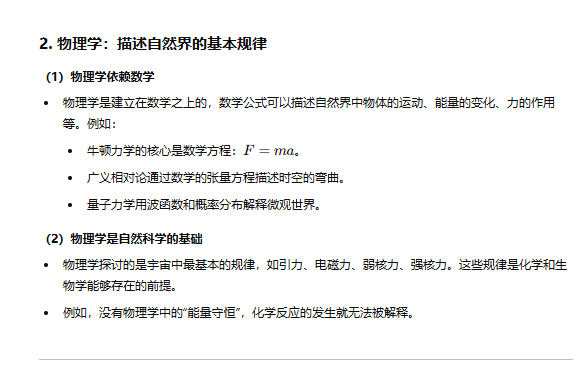 2. 物理学：描述自然界的基本规律
（1）物理学依赖数学
• 物理学是建立在数学之上的，数学公式可以描述自然界中物体的运动、能量的变化、力的作用
等。例如：
• 牛顿力学的核心是数学方程：F = ma。
• 广义相对论通过数学的张量方程描述时空的弯曲。
• 量子力学用波函数和概率分布解释微观世界。
（2）物理学是自然科学的基础
• 物理学探讨的是宇宙中最基本的规律，如引力、电磁力、弱核力、强核力。这些规律是化学和生
物学能够存在的前提。
• 例如，没有物理学中的“能量守恒”，化学反应的发生就无法被解释。